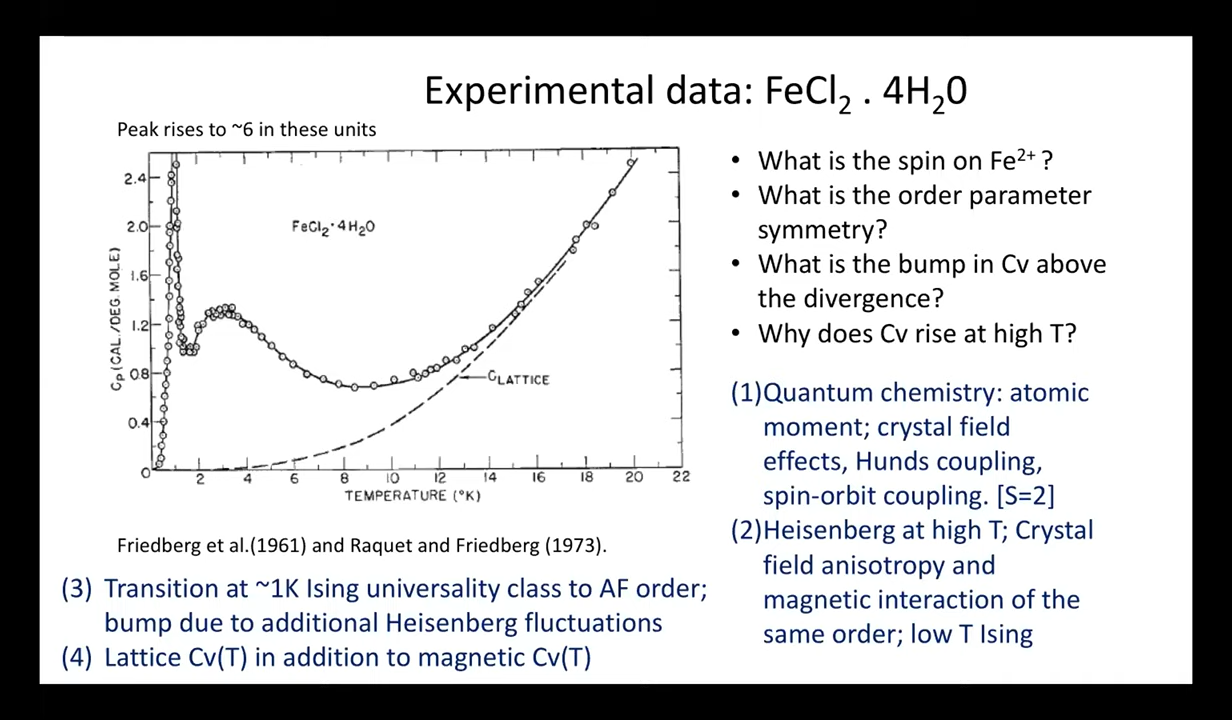 Experimental data: FeCl₂ . 4H₂0
Peak rises to ~6 in these units
2.4
2.0
1.6
1.2
0.8
0.4
0
2
4
6
8
10
12
14
16
18
20
22
Cₚ (CAL./DEG. MOLE)
FeCL₂·4H₂O
CLATTICE
TEMPERATURE (°K)
Friedberg et al.(1961) and Raquet and Friedberg (1973).
• What is the spin on Fe²⁺ ?
• What is the order parameter
symmetry?
• What is the bump in Cv above
the divergence?
• Why does Cv rise at high T?
(1)Quantum chemistry: atomic
moment; crystal field
effects, Hunds coupling,
spin-orbit coupling. [S=2]
(2)Heisenberg at high T; Crystal
field anisotropy and
magnetic interaction of the
same order; low T Ising
(3) Transition at ~1K Ising universality class to AF order;
bump due to additional Heisenberg fluctuations
(4) Lattice Cv(T) in addition to magnetic Cv(T)